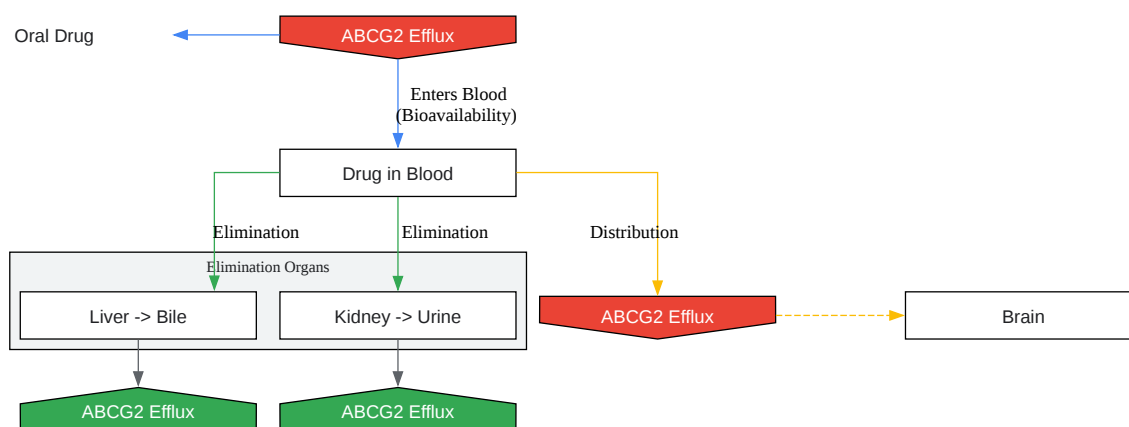 Oral Drug
ABCG2 Efflux
Enters Blood
(Bioavailability)
Drug in Blood
Elimination
Elimination
Distribution
Elimination Organs
Liver -> Bile
Kidney -> Urine
ABCG2 Efflux
Brain
ABCG2 Efflux
ABCG2 Efflux